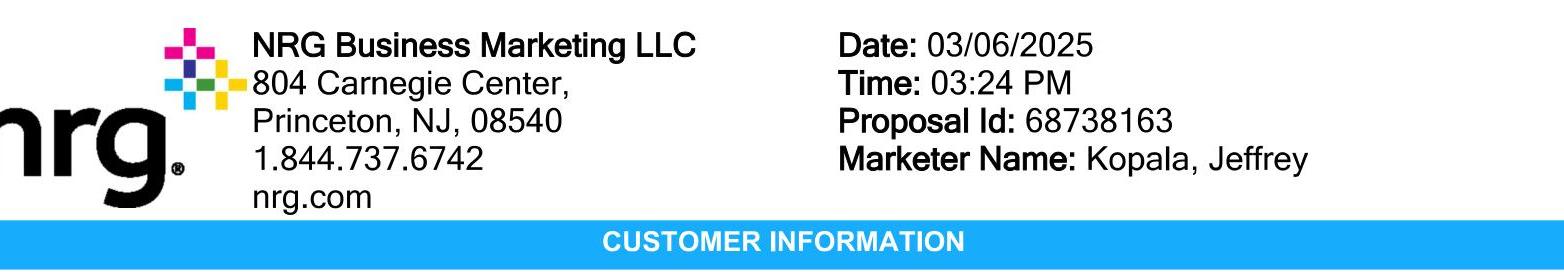 nrg®
NRG Business Marketing LLC
804 Carnegie Center,
Princeton, NJ, 08540
1.844.737.6742
nrg.com
Date: 03/06/2025
Time: 03:24 PM
Proposal Id: 68738163
Marketer Name: Kopala, Jeffrey
CUSTOMER INFORMATION